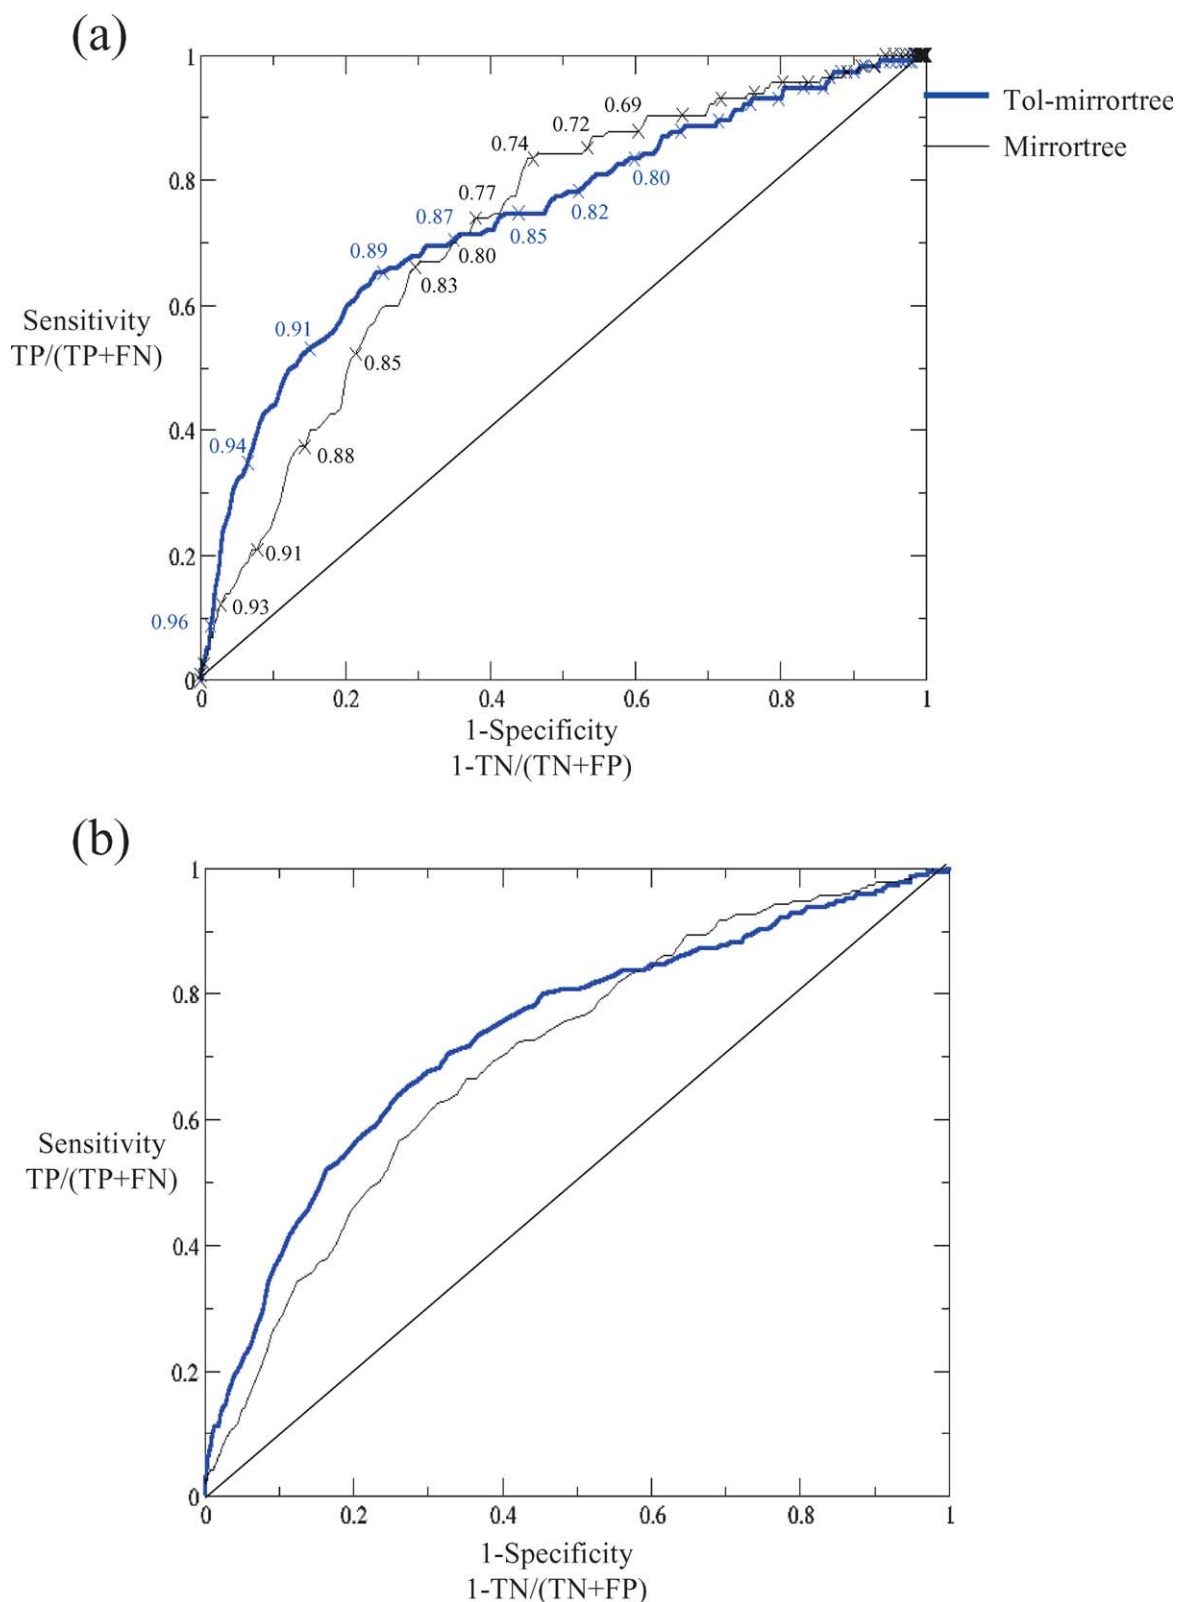 (a)
1
0.8
0.6
0.4
0.2
0
Sensitivity
TP/(TP+FN)
0.69
0.72
0.74
0.77
0.80
0.87
0.82
0.85
0.89
0.80
0.83
0.91
0.85
0.94
0.88
0.91
0.93
0.96
Tol-mirrortree
Mirrortree
0 0.2 0.4 0.6 0.8 1
1-Specificity
1-TN/(TN+FP)
(b)
1
0.8
0.6
0.4
0.2
0
Sensitivity
TP/(TP+FN)
0 0.2 0.4 0.6 0.8 1
1-Specificity
1-TN/(TN+FP)